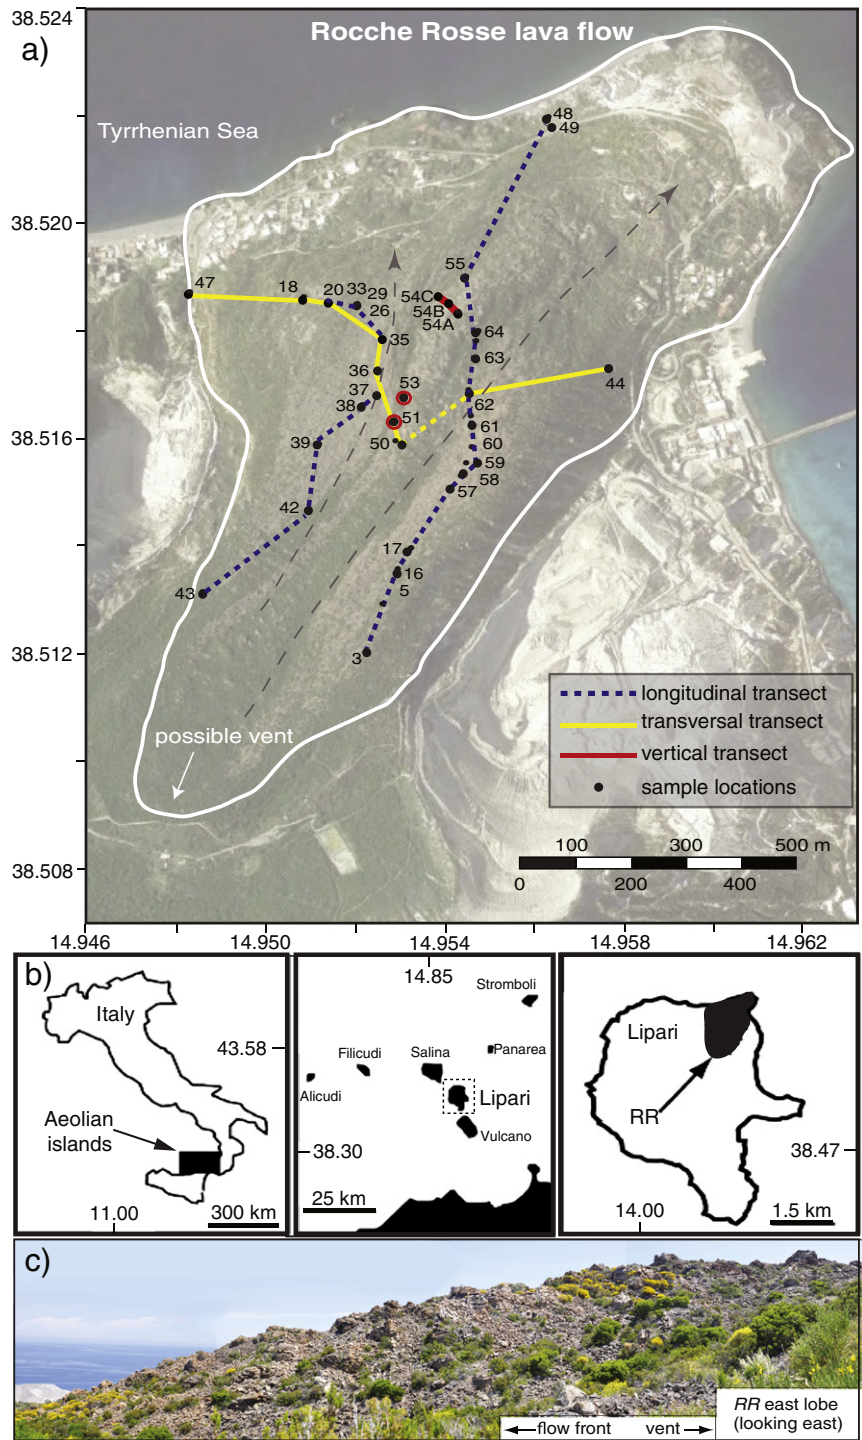 38.524
a)
Rocche Rosse lava flow
Tyrrhenian Sea
48
49
38.520
47
18
20
33
29
26
55
54C
54B
54A
35
64
63
36
53
44
37
38
62
51
38.516
39
50
61
60
59
58
57
42
17
16
5
43
38.512
3
possible vent
longitudinal transect
transversal transect
vertical transect
sample locations
100 300 500 m
0 200 400
38.508
14.946 14.950 14.954 14.958 14.962
b)
Italy
43.58
Aeolian
islands
11.00
300 km
14.85
Stromboli
Filicudi
Salina
Panarea
Alicudi
Lipari
Vulcano
38.30
25 km
Lipari
RR
38.47
14.00
1.5 km
c)
flow front
vent
RR east lobe
(looking east)